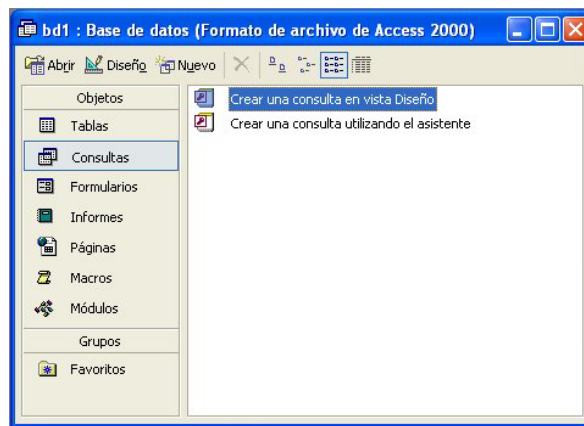 bd1 : Base de datos (Formato de archivo de Access 2000)
Abrir Diseño Nuevo
Objetos
Tablas
Consultas
Formularios
Informes
Páginas
Macros
Módulos
Grupos
Favoritos
Crear una consulta en vista Diseño
Crear una consulta utilizando el asistente